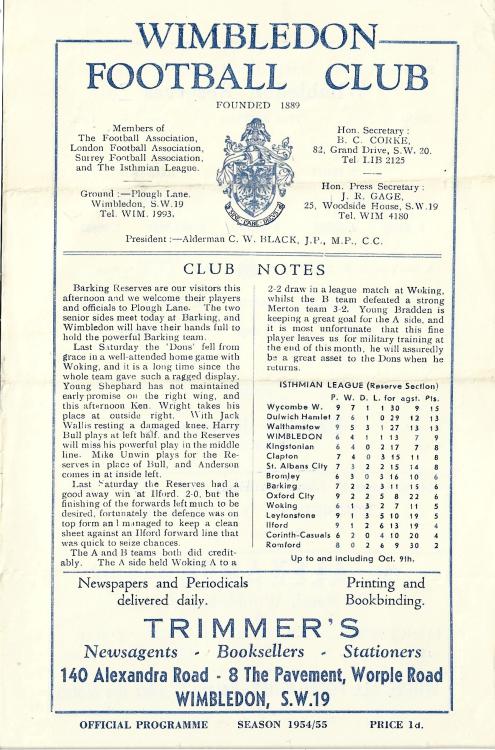 WIMBLEDON
FOOTBALL CLUB
FOUNDED 1889
Members of
The Football Association,
London Football Association,
Surrey Football Association,
and The Isthmian League.
Ground :—Plough Lane.
Wimbledon, S.W.19
Tel. WIM. 1993.
Hon. Secretary :
B. C. CORKE,
82, Grand Drive, S.W. 20.
Tel LIB 2125
Hon. Press Secretary :
J. R. GAGE,
25, Woodside House, S.W.19
Tel. WIM 4180
President :—Alderman C. W. BLACK, J.P., M.P., C.C.
CLUB NOTES
Barking Reserves are our visitors this
afternoon and we welcome their players
and officials to Plough Lane. The two
senior sides meet today at Barking, and
Wimbledon will have their hands full to
hold the powerful Barking team.
Last Saturday the 'Dons' fell from
grace in a well-attended home game with
Woking, and it is a long time since the
whole team gave such a ragged display.
Young Shephard has not maintained
early promise on the right wing, and
this afternoon Ken. Wright takes his
place at outside right. With Jack
Wallis resting a damaged knee, Harry
Bull plays at left half, and the Reserves
will miss his powerful play in the middle
line. Mike Unwin plays for the Re-
serves in place of Bull, and Anderson
comes in at inside left.
Last Saturday the Reserves had a
good away win at Ilford. 2-0, but the
finishing of the forwards left much to be
desired, fortunately the defence was on
top form and managed to keep a clean
sheet against an Ilford forward line that
was quick to seize chances.
The A and B teams both did credit-
ably. The A side held Woking A to a
2-2 draw in a league match at Woking,
whilst the B team defeated a strong
Merton team 3-2. Young Bradden is
keeping a great goal for the A side, and
it is most unfortunate that this fine
player leaves us for military training at
the end of this month, he will assuredly
be a great asset to the Dons when he
returns.
ISTHMIAN LEAGUE (Reserve Section)
P. W. D. L. for agst. Pts.
Wycombe W. 9 7 1 1 30 9 15
Dulwich Hamlet 7 6 1 0 29 12 13
Walthamstow 9 5 3 1 27 13 13
WIMBLEDON 6 4 1 1 13 7 9
Kingstonian 6 4 0 2 17 7 8
Clapton 7 4 0 3 15 11 8
St. Albans City 7 3 2 2 15 14 8
Bromley 6 3 0 3 16 10 6
Barking 7 2 2 3 11 15 6
Oxford City 9 2 2 5 8 22 6
Woking 6 1 3 2 7 11 5
Leytonstone 9 1 3 5 10 19 5
Ilford 9 1 2 6 13 19 4
Corinth-Casuals 6 2 0 4 10 20 4
Romford 8 0 2 6 9 30 2
Up to and including Oct. 9th.
Newspapers and Periodicals
delivered daily.
Printing and
Bookbinding.
TRIMMER'S
Newsagents - Booksellers - Stationers
140 Alexandra Road - 8 The Pavement, Worple Road
WIMBLEDON, S.W.19
OFFICIAL PROGRAMME SEASON 1954/55 PRICE 1d.